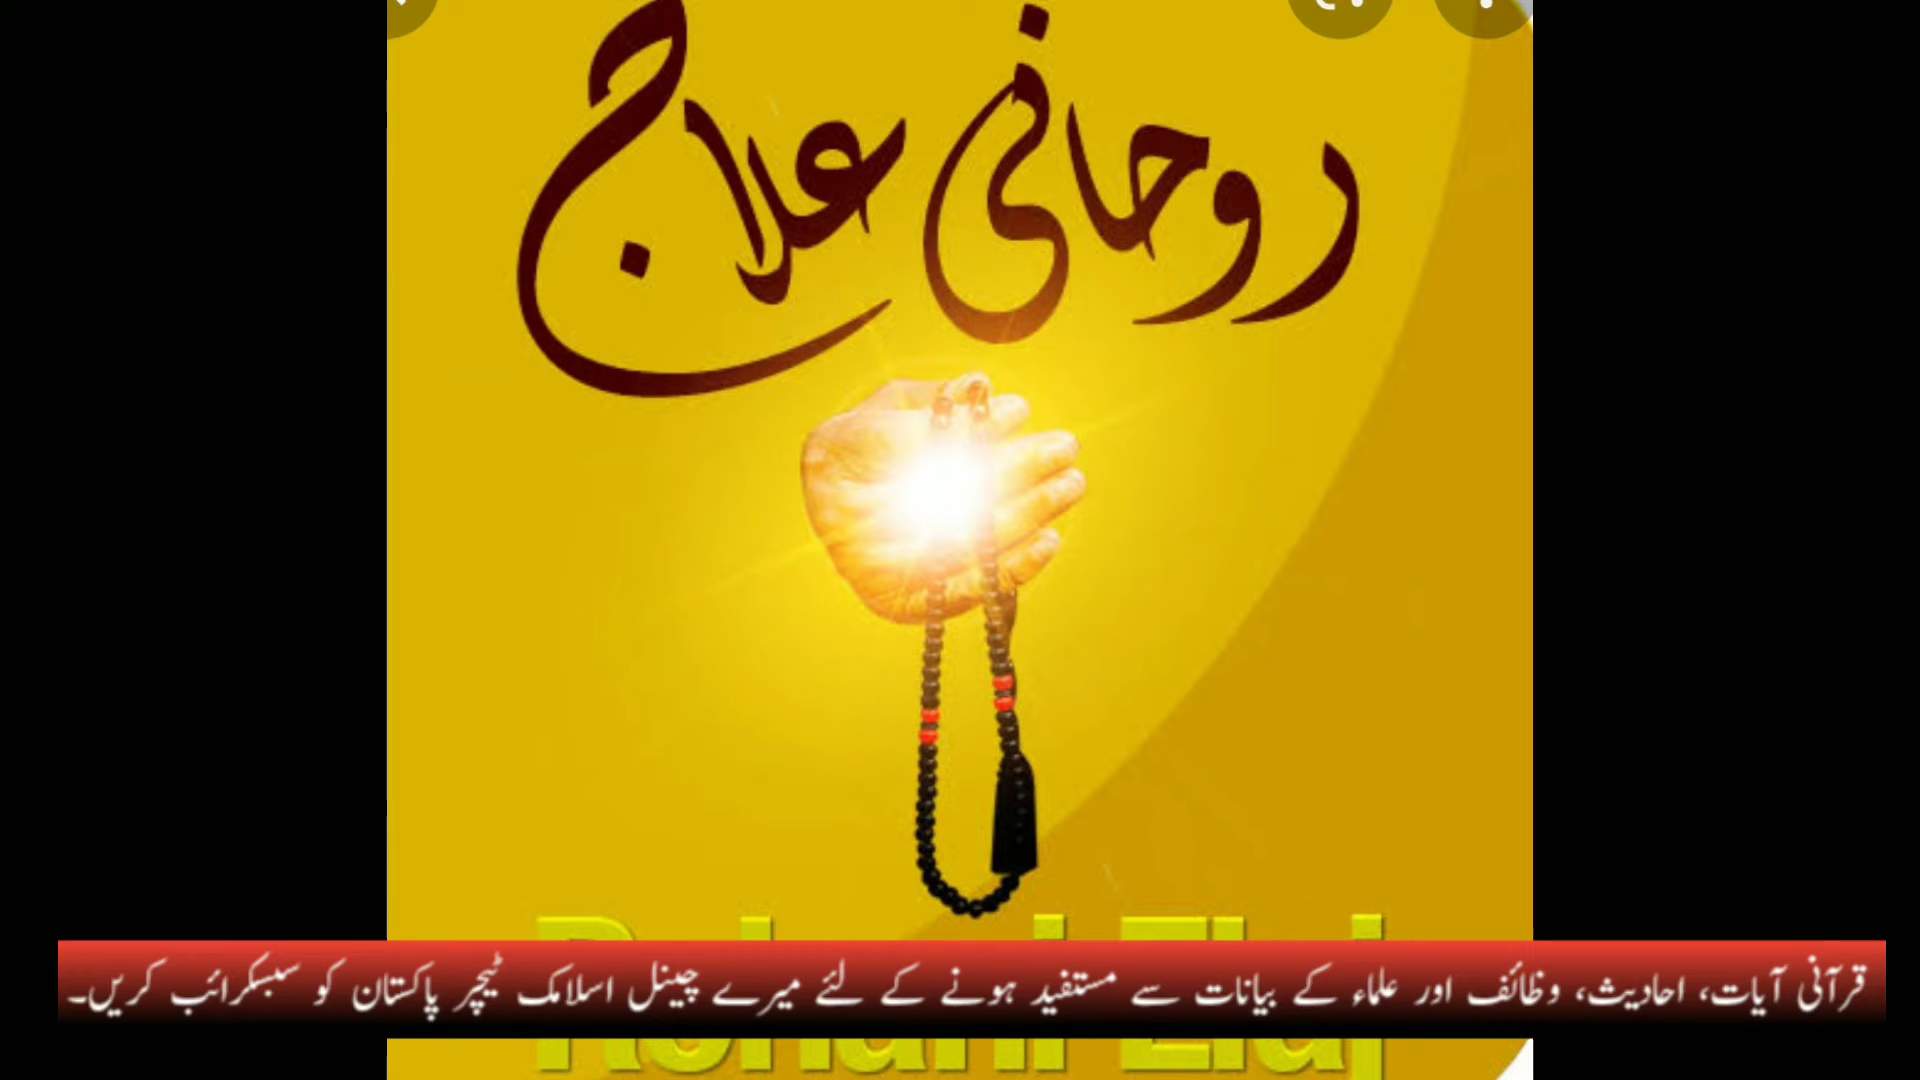 روحانی علاج
Rohani Elaj
قرآنی آیات، احادیث، وظائف اور علماء کے بیانات سے مستفید ہونے کے لئے میرے چینل اسلامک ٹیچر پاکستان کو سبسکرائب کریں۔